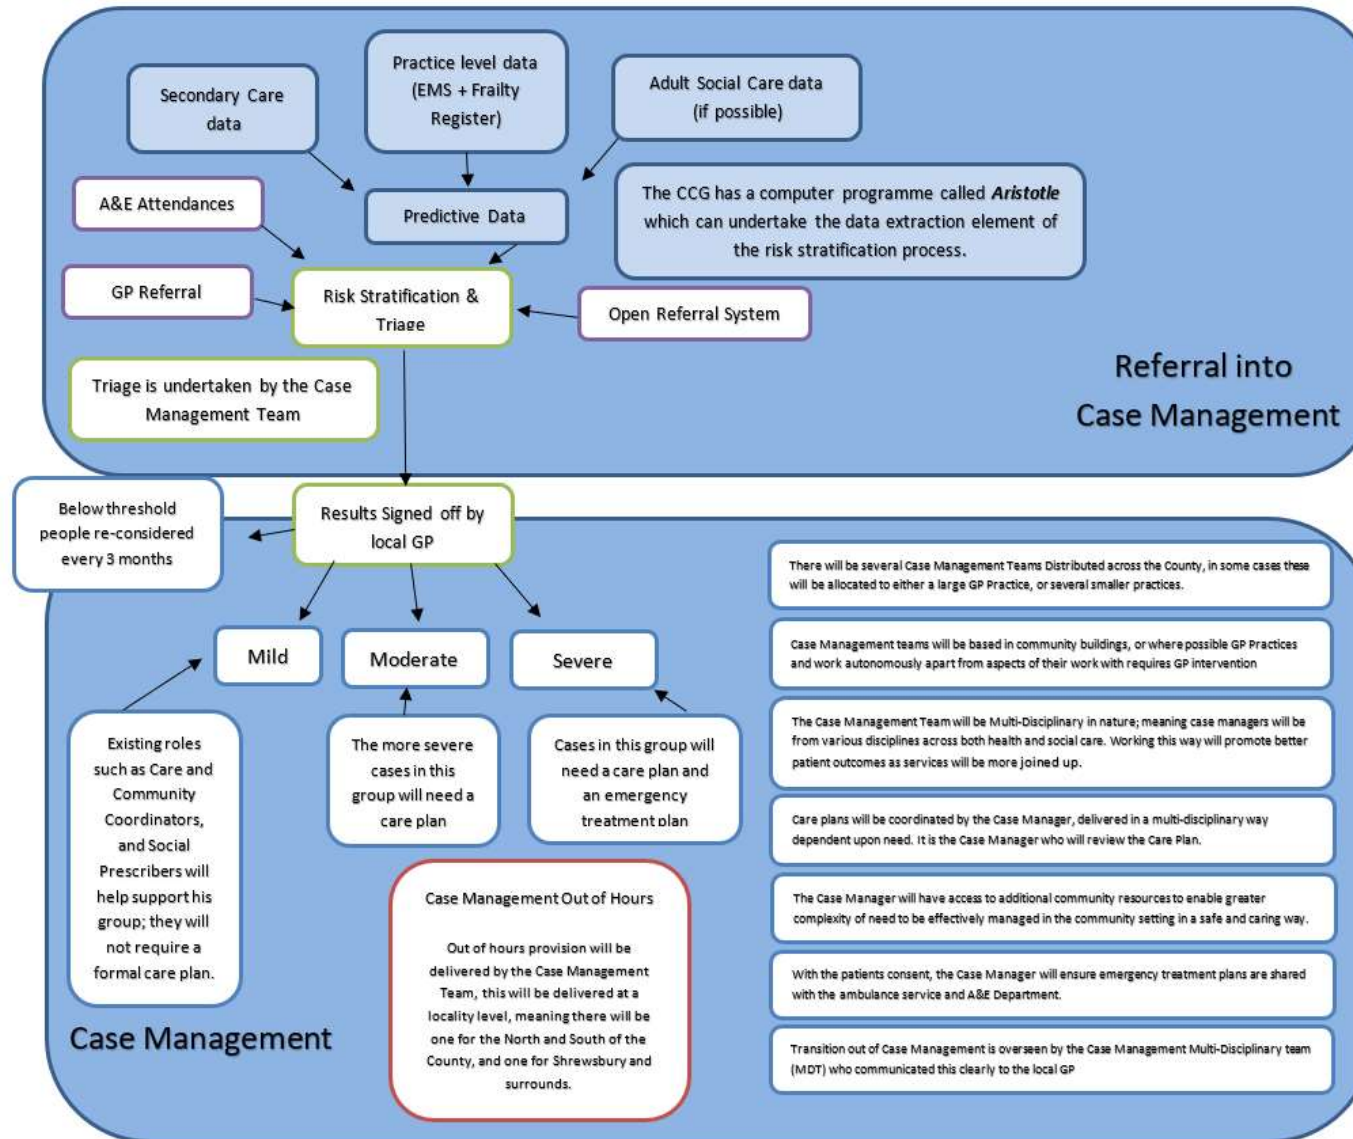 Secondary Care
data
Practice level data
(EMS + Frailty
Register)
Adult Social Care data
(if possible)
A&E Attendances
Predictive Data
The CCG has a computer programme called Aristotle
which can undertake the data extraction element of
the risk stratification process.
GP Referral
Risk Stratification &
Triage
Open Referral System
Triage is undertaken by the Case
Management Team
Referral into
Case Management
Below threshold
people re-considered
every 3 months
Results Signed off by
local GP
Mild
Moderate
Severe
Existing roles
such as Care and
Community
Coordinators,
and Social
Prescribers will
help support his
group; they will
not require a
formal care plan.
The more severe
cases in this
group will need a
care plan
Cases in this group will
need a care plan and
an emergency
treatment plan
Case Management Out of Hours
Out of hours provision will be
delivered by the Case Management
Team, this will be delivered at a
locality level, meaning there will be
one for the North and South of the
County, and one for Shrewsbury and
surrounds.
Case Management
There will be several Case Management Teams Distributed across the County, in some cases these
will be allocated to either a large GP Practice, or several smaller practices.
Case Management teams will be based in community buildings, or where possible GP Practices
and work autonomously apart from aspects of their work with requires GP intervention
The Case Management Team will be Multi-Disciplinary in nature; meaning case managers will be
from various disciplines across both health and social care. Working this way will promote better
patient outcomes as services will be more joined up.
Care plans will be coordinated by the Case Manager, delivered in a multi-disciplinary way
dependent upon need. It is the Case Manager who will review the Care Plan.
The Case Manager will have access to additional community resources to enable greater
complexity of need to be effectively managed in the community setting in a safe and caring way.
With the patients consent, the Case Manager will ensure emergency treatment plans are shared
with the ambulance service and A&E Department.
Transition out of Case Management is overseen by the Case Management Multi-Disciplinary team
(MDT) who communicated this clearly to the local GP